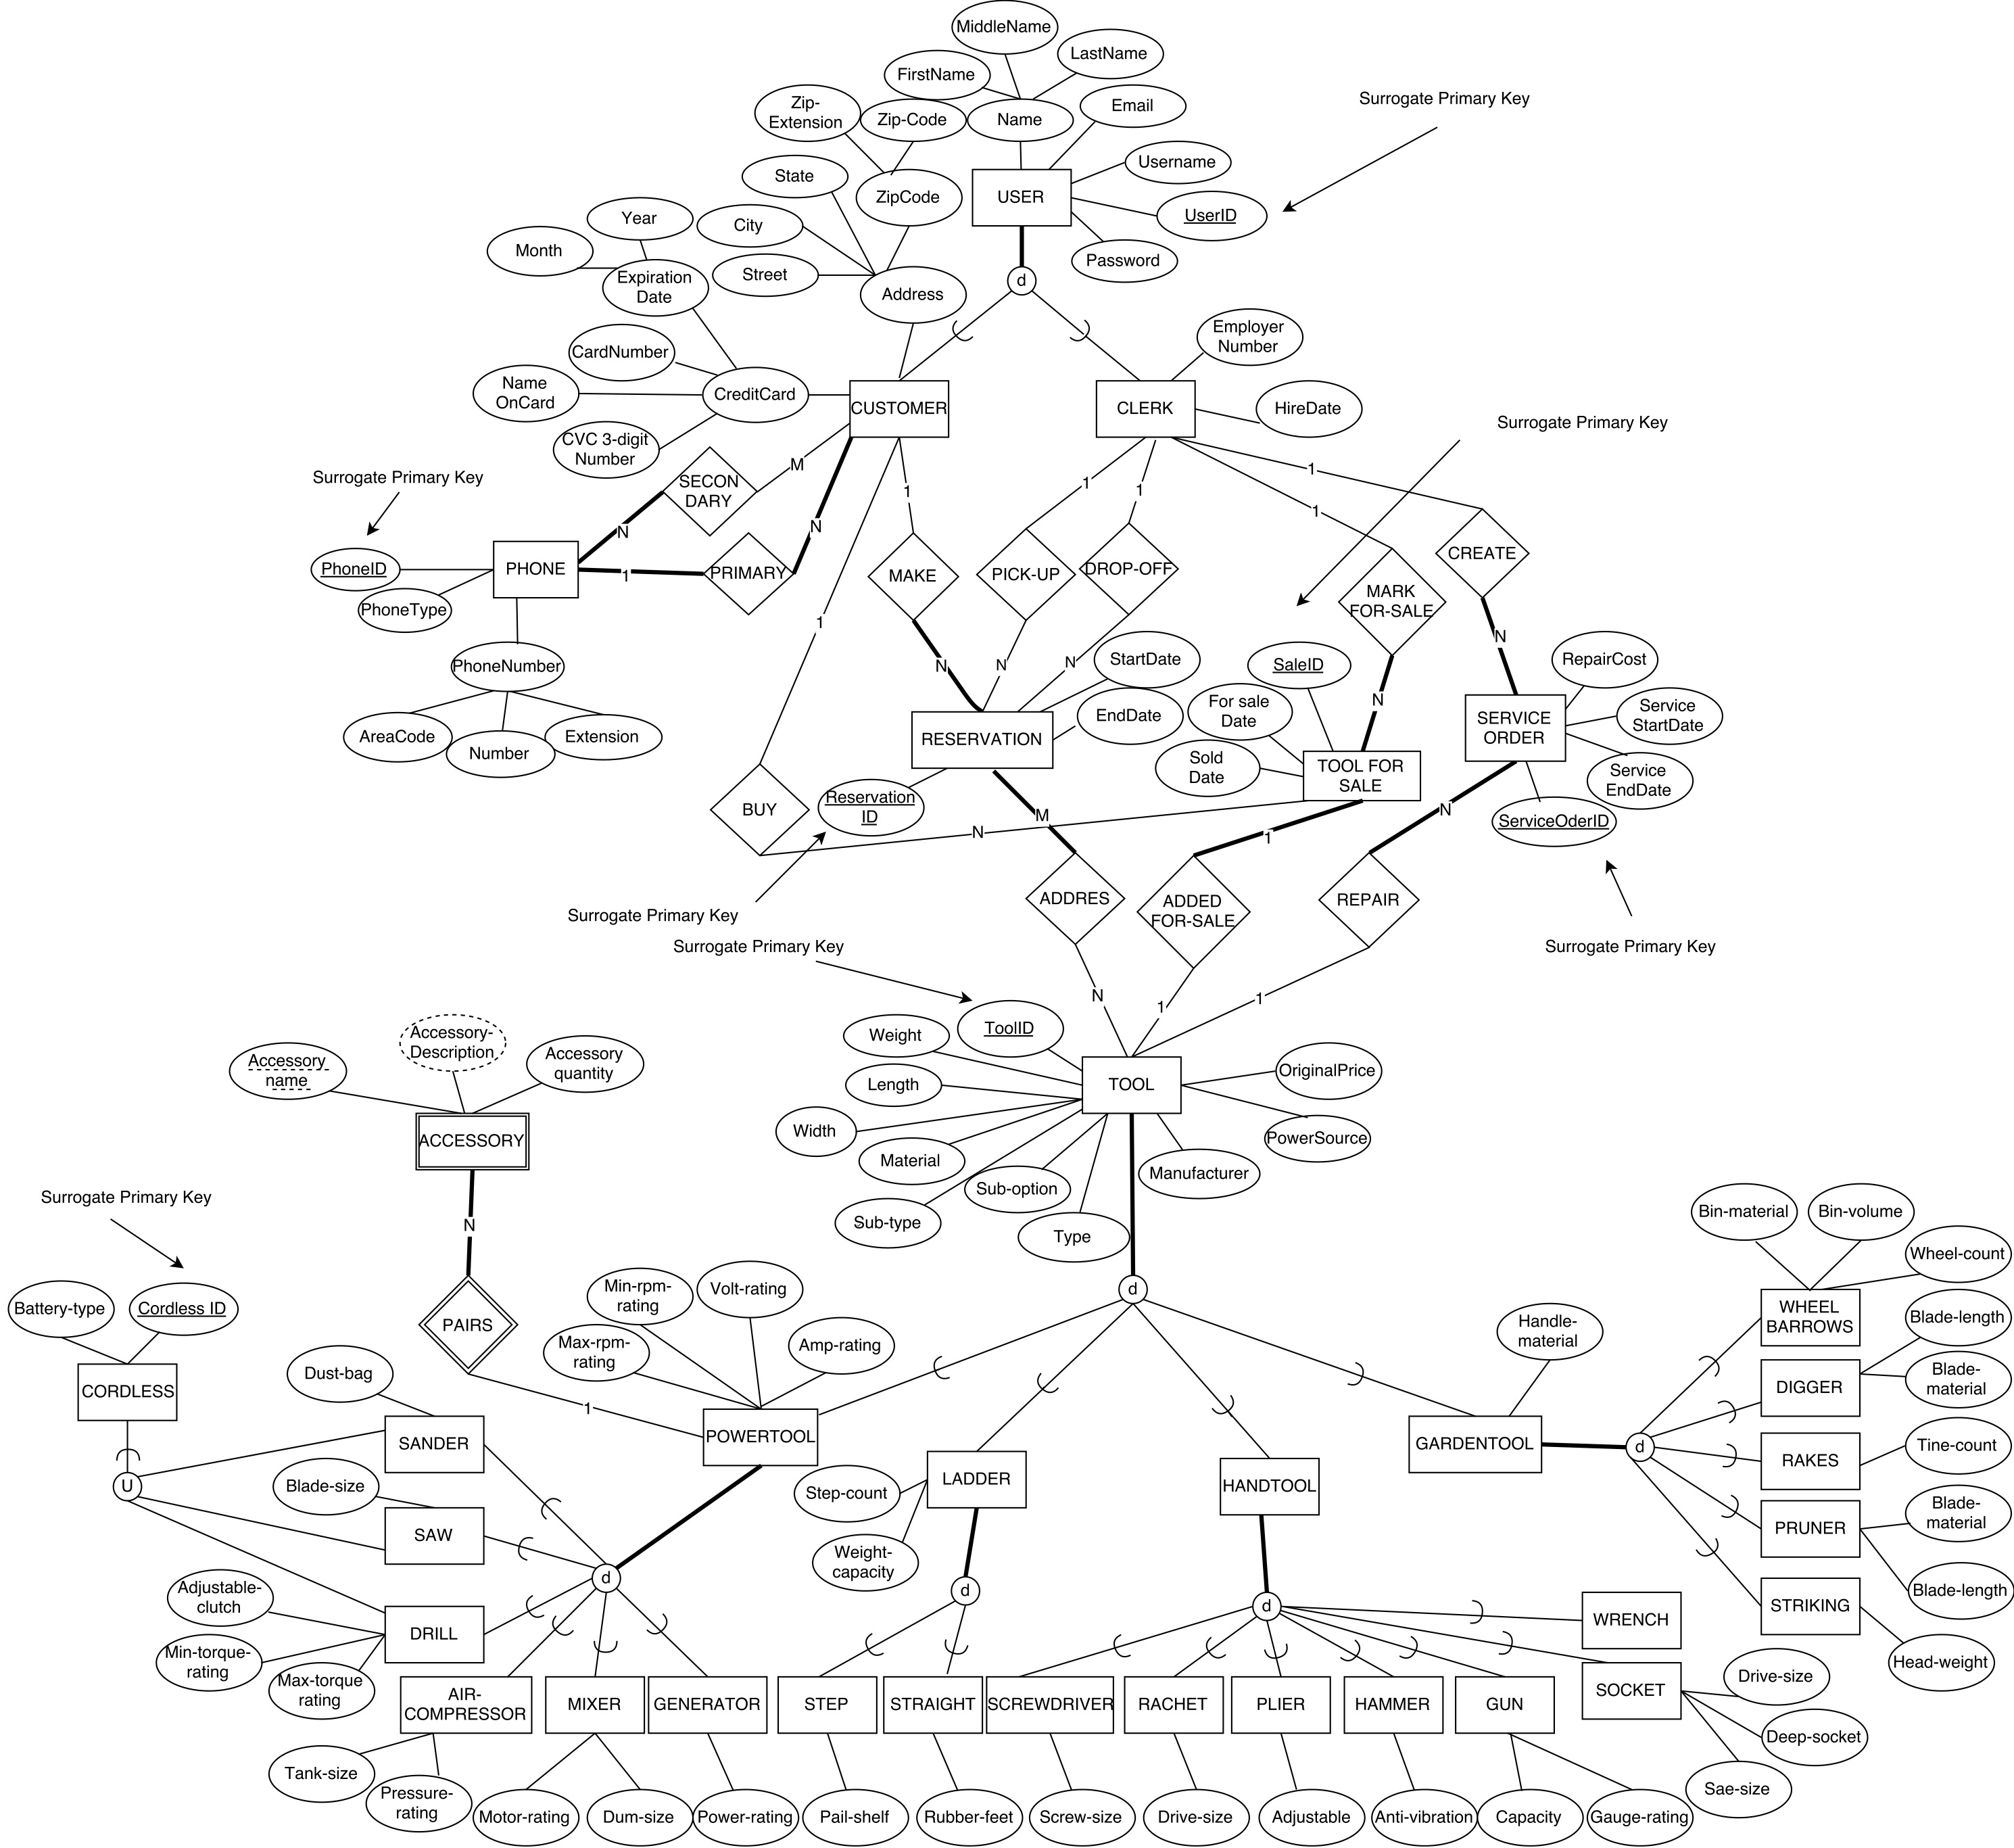 MiddleName
LastName
FirstName
Zip-
Extension
Zip-Code
Name
Email
Surrogate Primary Key
Username
State
ZipCode
USER
UserID
Year
City
Month
Street
Expiration
Date
Password
d
Address
Employer
Number
CardNumber
Name
OnCard
CreditCard
CUSTOMER
CLERK
HireDate
Surrogate Primary Key
CVC 3-digit
Number
M
1
Surrogate Primary Key
SECON
DARY
1
1
1
1
N
N
PHONE
PhoneID
PhoneType
1
PRIMARY
MAKE
PICK-UP
DROP-OFF
CREATE
MARK
FOR-SALE
1
N
PhoneNumber
N
N
N
StartDate
SaleID
RepairCost
AreaCode
Number
Extension
RESERVATION
EndDate
For sale
Date
N
SERVICE
ORDER
Service
StartDate
Sold
Date
TOOL FOR
SALE
Service
EndDate
BUY
Reservation
ID
M
N
1
N
ServiceOderID
ADDRES
ADDED
FOR-SALE
REPAIR
Surrogate Primary Key
Surrogate Primary Key
Surrogate Primary Key
N
1
1
Accessory
name
Accessory-
Description
Accessory
quantity
Weight
ToolID
Length
TOOL
OriginalPrice
Width
PowerSource
ACCESSORY
Material
Manufacturer
Sub-option
Sub-type
Type
Surrogate Primary Key
N
Bin-material
Bin-volume
Wheel-count
Battery-type
Cordless ID
PAIRS
Min-rpm-
rating
Volt-rating
d
Max-rpm-
rating
Amp-rating
Handle-
material
WHEEL
BARROWS
Blade-length
CORDLESS
Dust-bag
1
DIGGER
Blade-
material
SANDER
POWERTOOL
GARDENTOOL
d
RAKES
Tine-count
U
Blade-size
Step-count
LADDER
HANDTOOL
SAW
PRUNER
Blade-
material
Weight-
capacity
d
d
d
Adjustable-
clutch
Blade-length
DRILL
WRENCH
STRIKING
Min-torque-
rating
Max-torque
rating
Head-weight
AIR-
COMPRESSOR
MIXER
GENERATOR
STEP
STRAIGHT
SCREWDRIVER
RACHET
PLIER
HAMMER
GUN
SOCKET
Drive-size
Deep-socket
Tank-size
Sae-size
Pressure-
rating
Motor-rating
Dum-size
Power-rating
Pail-shelf
Rubber-feet
Screw-size
Drive-size
Adjustable
Anti-vibration
Capacity
Gauge-rating